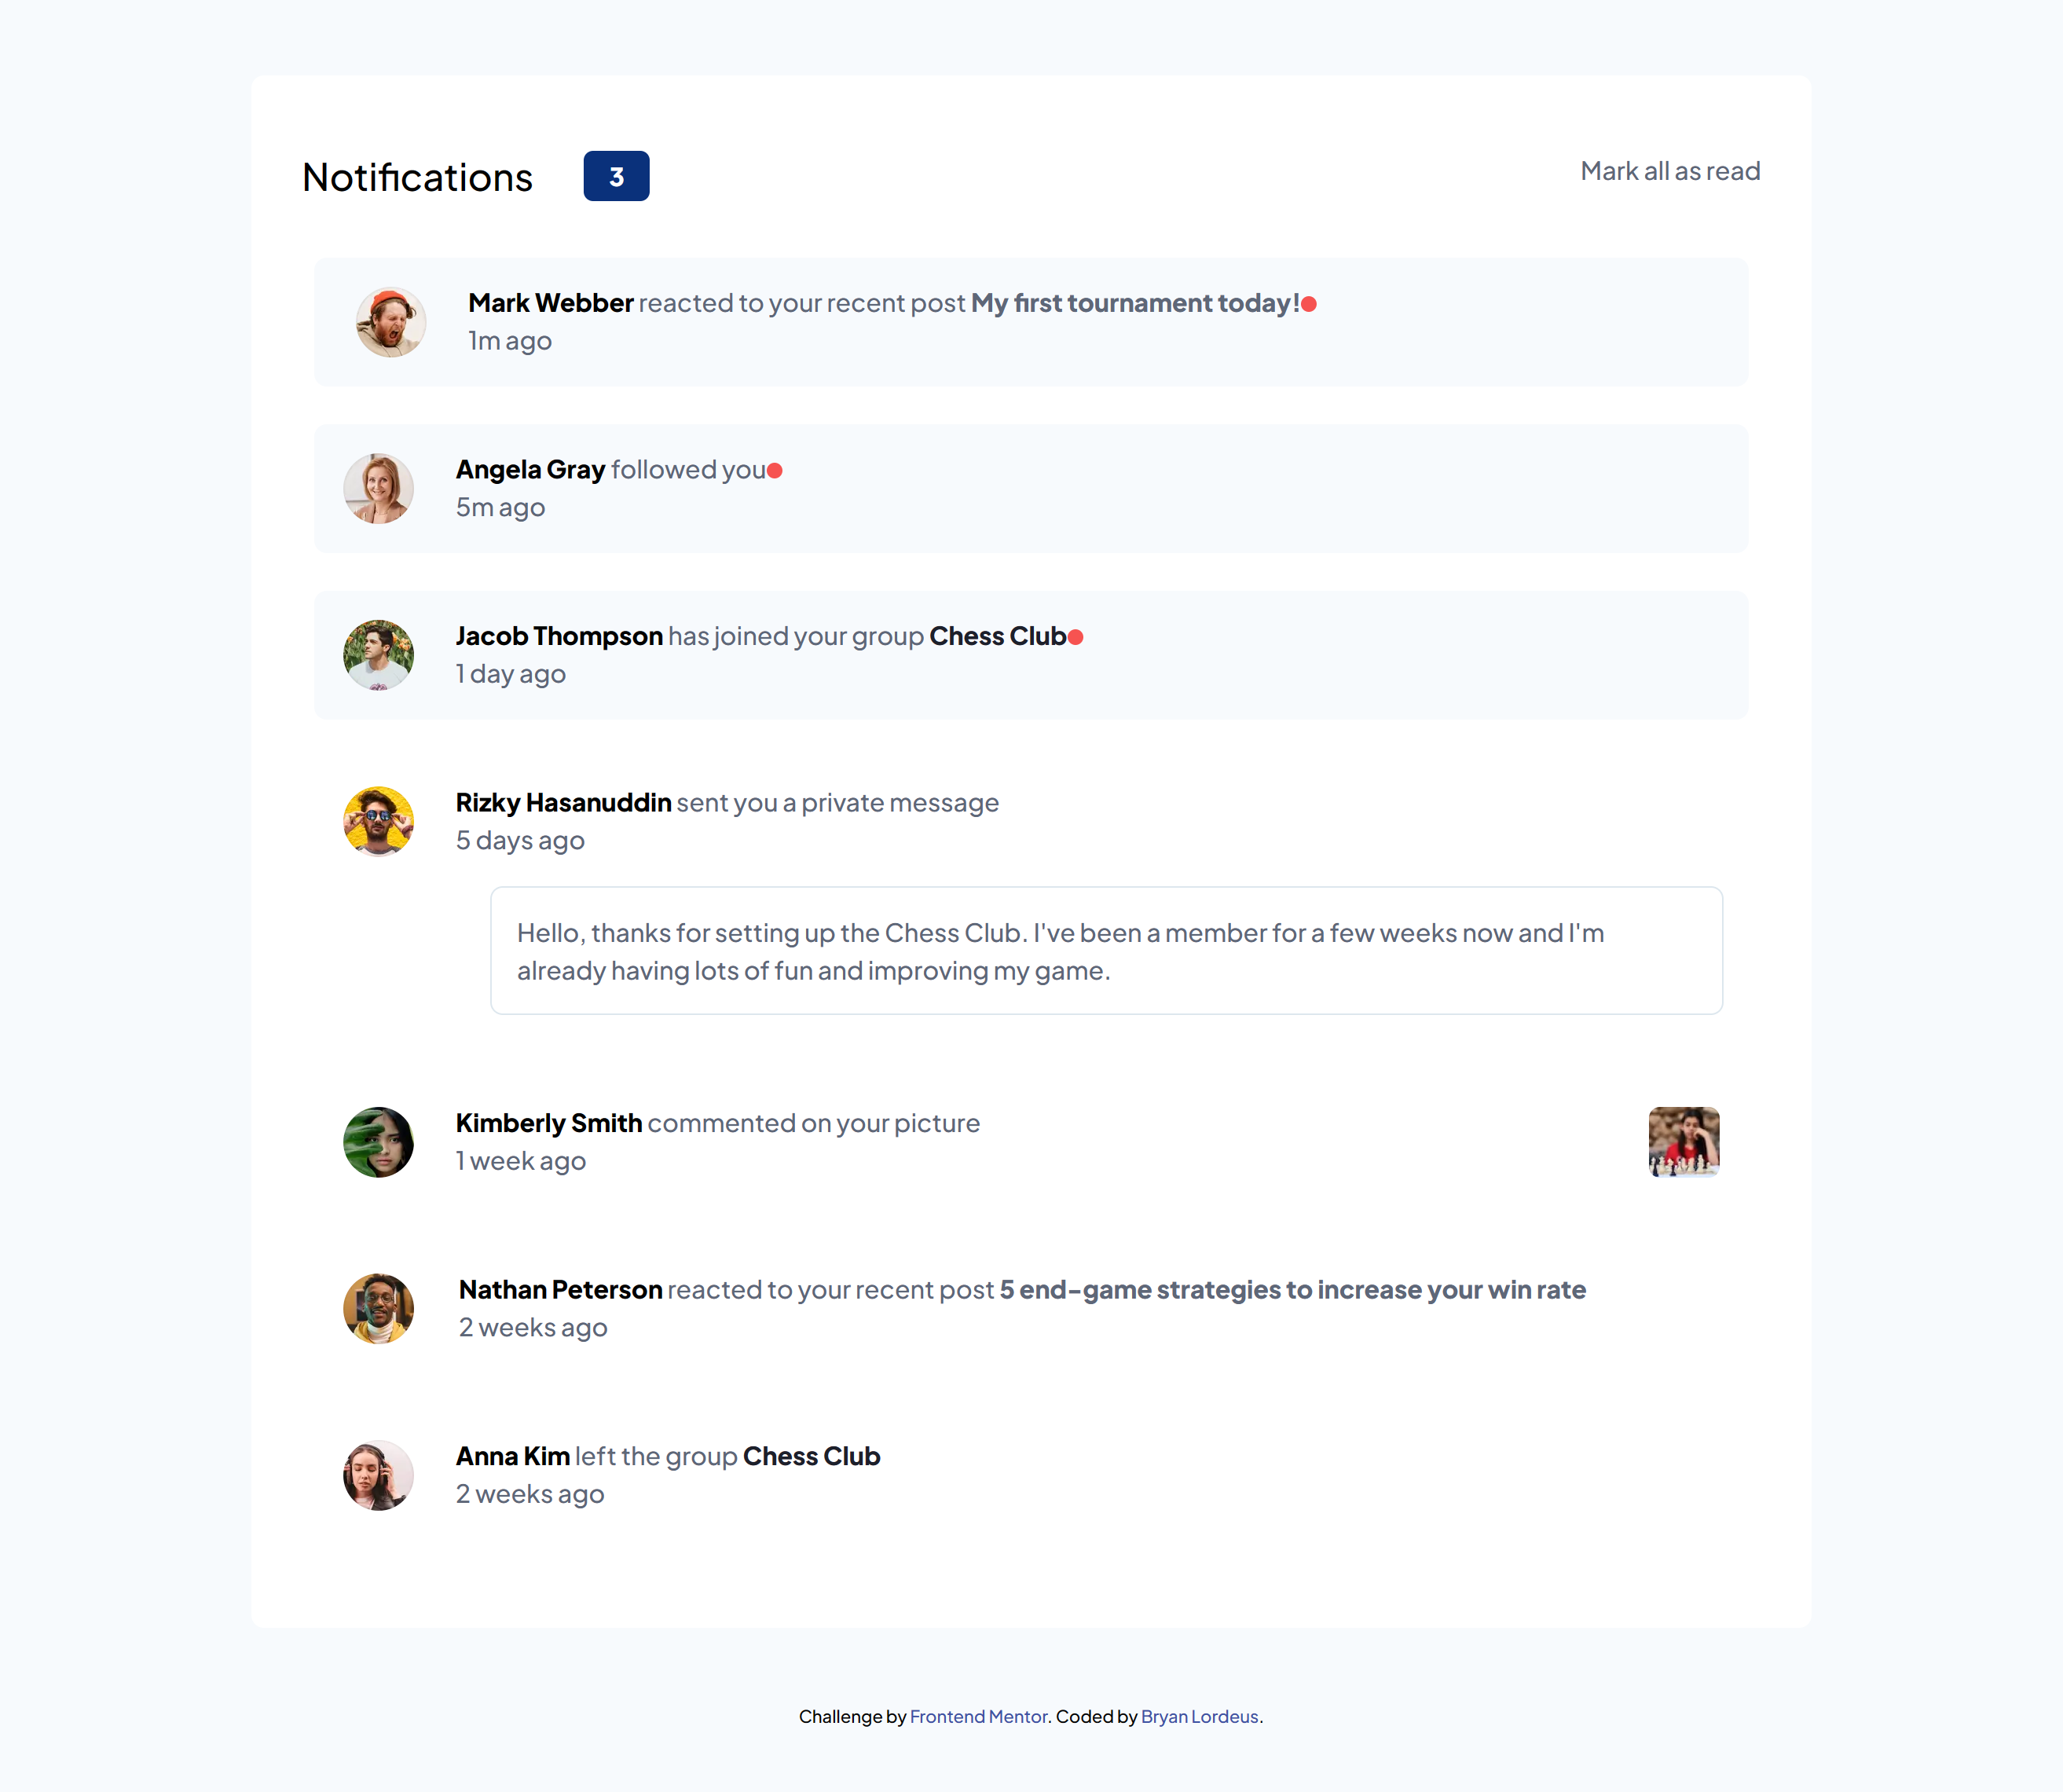 Notifications 3 Mark all as read
Mark Webber reacted to your recent post My first tournament today!
1m ago
Angela Gray followed you
5m ago
Jacob Thompson has joined your group Chess Club
1 day ago
Rizky Hasanuddin sent you a private message
5 days ago
Hello, thanks for setting up the Chess Club. I've been a member for a few weeks now and I'm
already having lots of fun and improving my game.
Kimberly Smith commented on your picture
1 week ago
Nathan Peterson reacted to your recent post 5 end-game strategies to increase your win rate
2 weeks ago
Anna Kim left the group Chess Club
2 weeks ago
Challenge by Frontend Mentor. Coded by Bryan Lordeus.